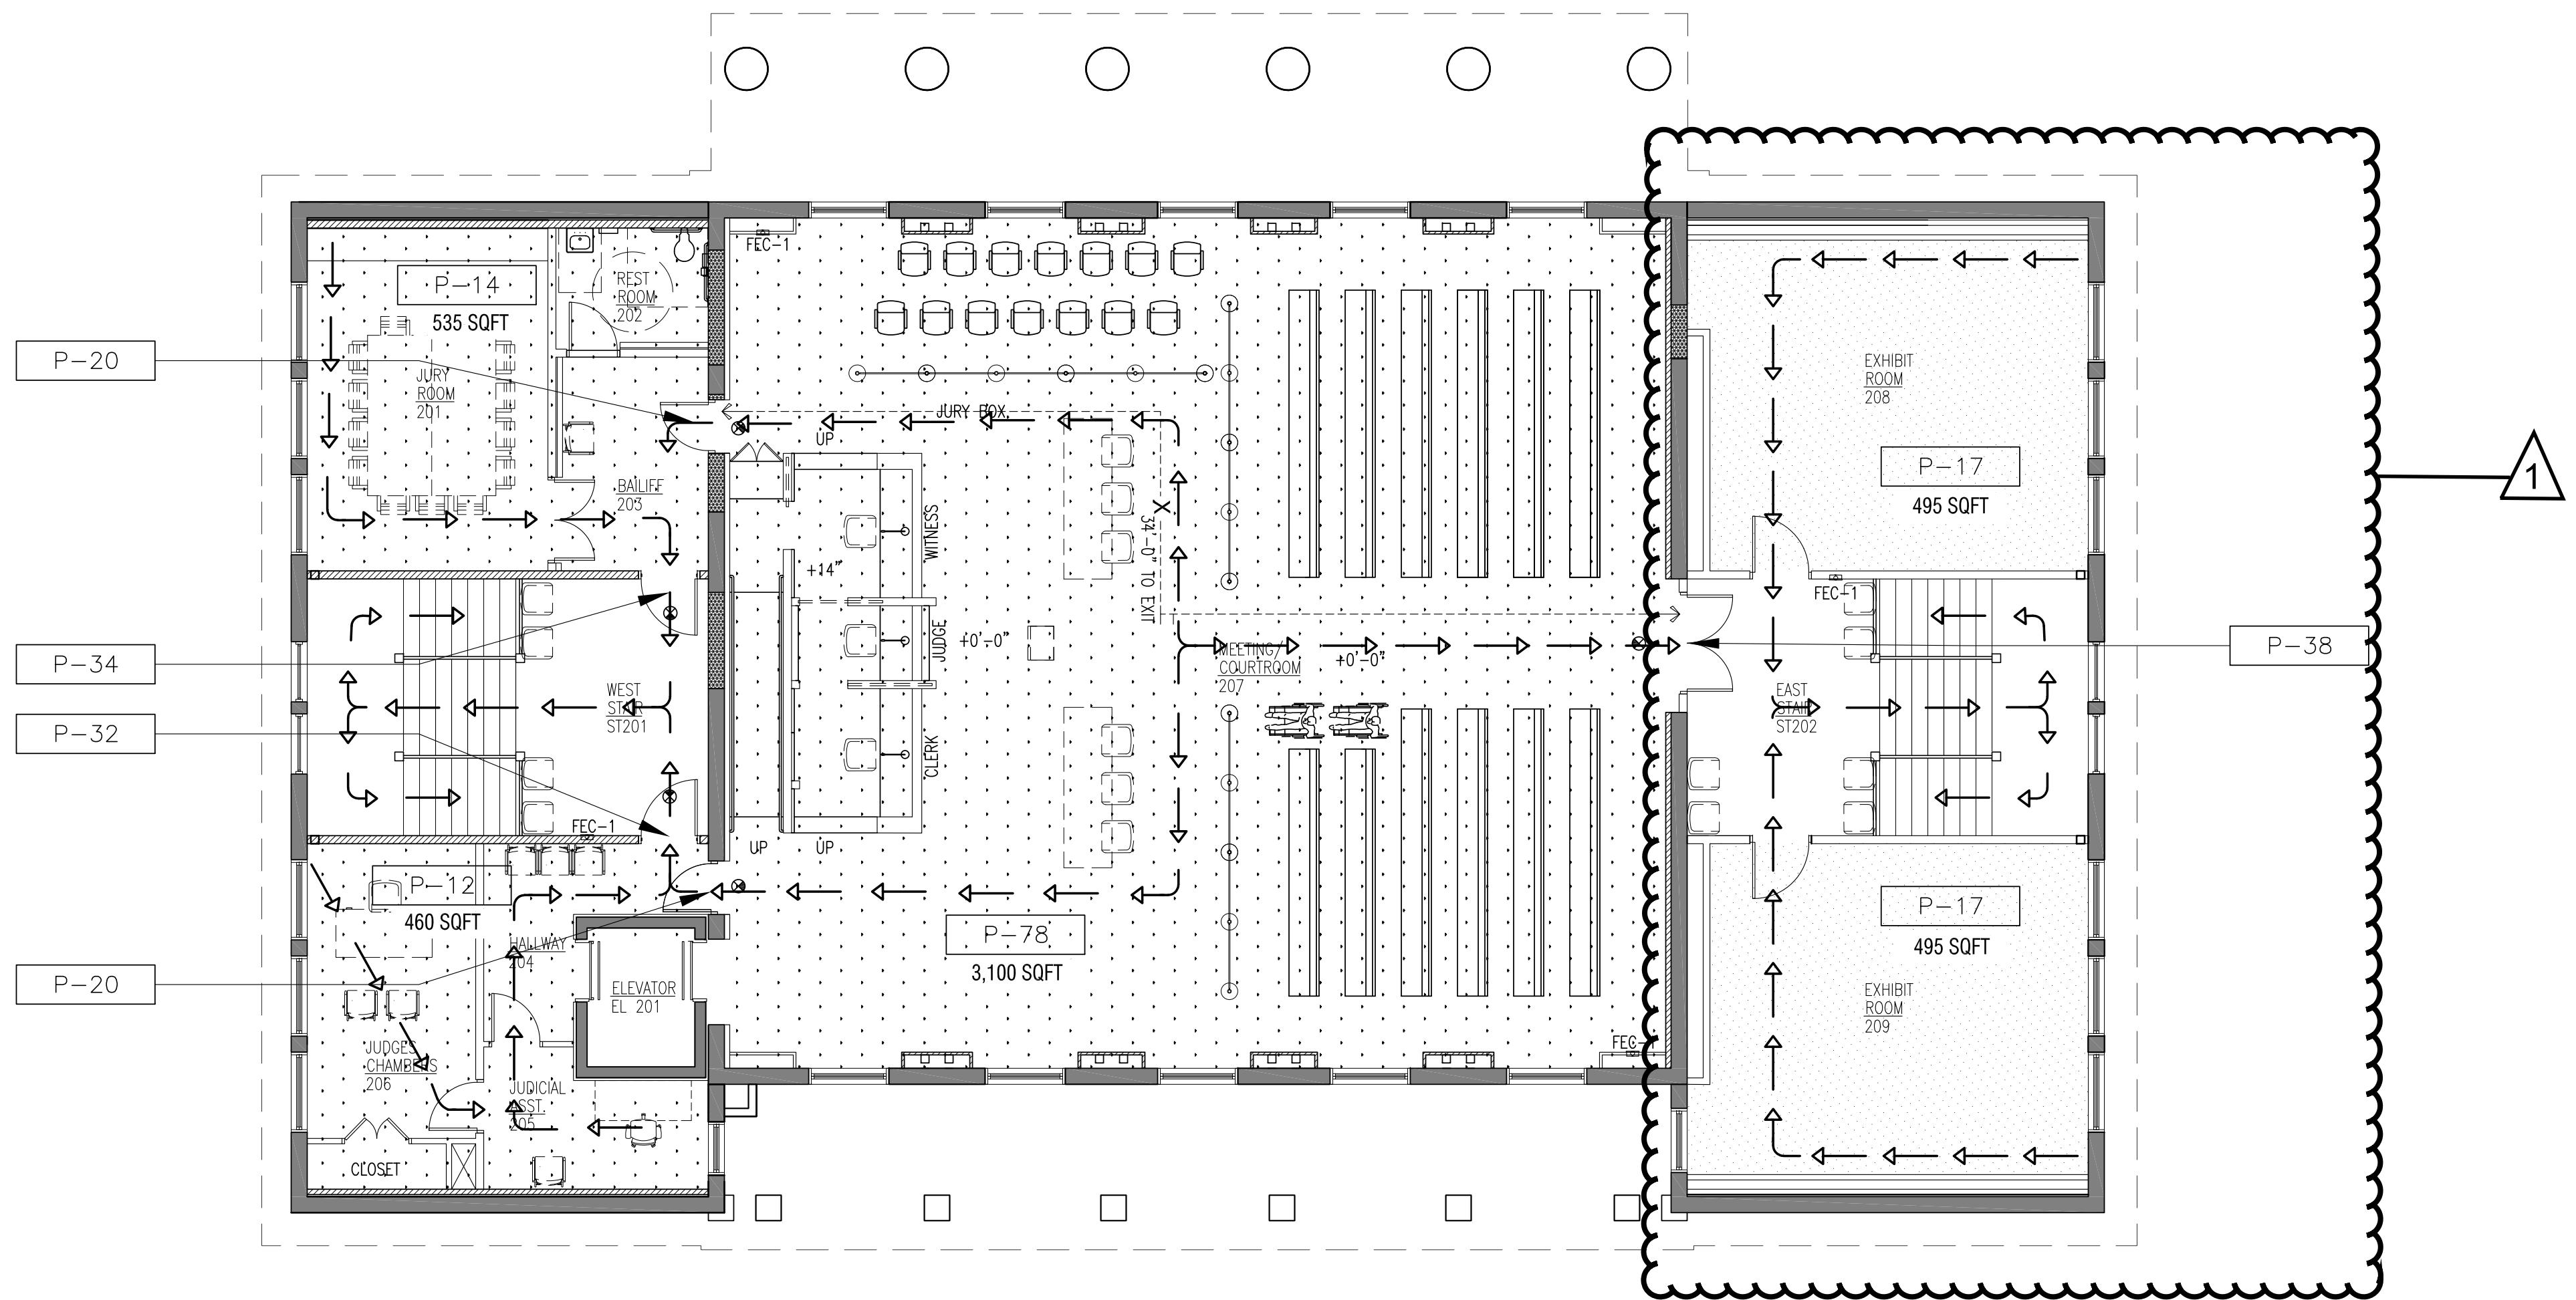 FEC-1
P-14
535 SQFT
REST
ROOM
202
P-20
JURY
ROOM
201
EXHIBIT
ROOM
208
JURY BOX
UP
P-17
495 SQFT
1
BAILIFF
203
WITNESS
34'-0" TO EXIT
X
+14"
FEC-1
P-34
JUDGE
+0'-0"
MEETING/
COURTROOM
207
+0'-0"
P-38
WEST
STAIR
ST201
EAST
STAIR
ST202
P-32
CLERK
FEC-1
UP
UP
P-12
460 SQFT
P-78
3,100 SQFT
P-17
495 SQFT
HALLWAY
204
P-20
ELEVATOR
EL 201
EXHIBIT
ROOM
209
JUDGES
CHAMBERS
206
FEC-1
JUDICIAL
ASST.
205
CLOSET